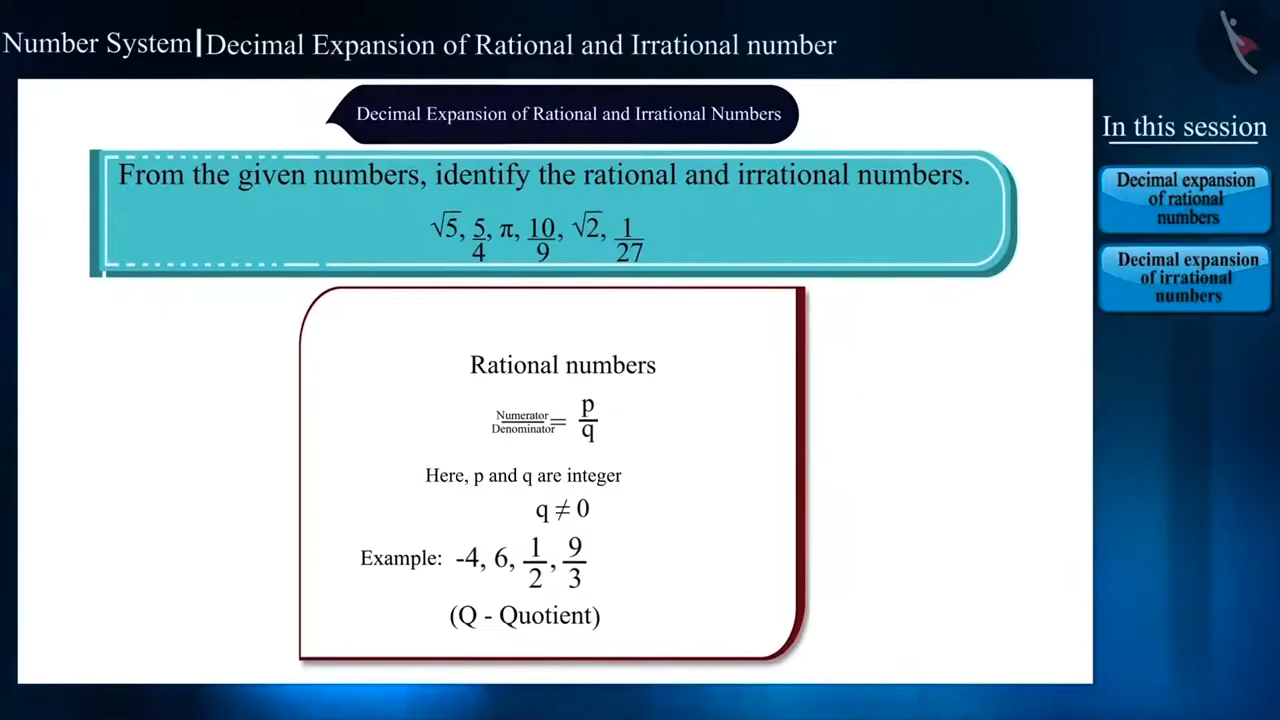 Number System|Decimal Expansion of Rational and Irrational number
Decimal Expansion of Rational and Irrational Numbers
From the given numbers, identify the rational and irrational numbers.
√5, 5/4, π, 10/9, √2, 1/27
In this session
Decimal expansion
of rational
numbers
Decimal expansion
of irrational
numbers
Rational numbers
Numerator/Denominator = p/q
Here, p and q are integer
q ≠ 0
Example: -4, 6, 1/2, 9/3
(Q - Quotient)